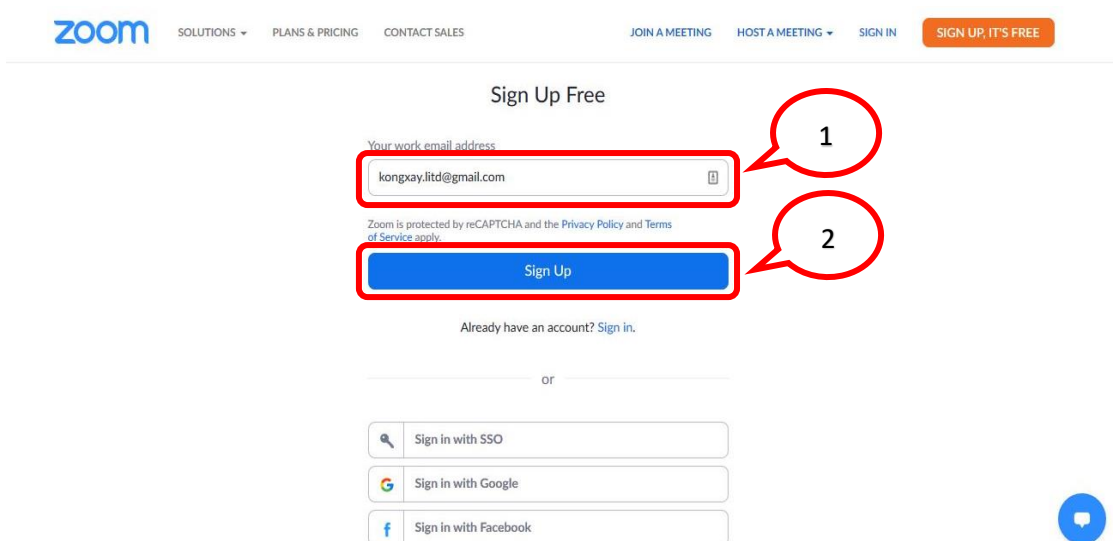 zoom SOLUTIONS PLANS & PRICING CONTACT SALES JOIN A MEETING HOST A MEETING SIGN IN SIGN UP, IT'S FREE
Sign Up Free
1
Your work email address
kongxay.litd@gmail.com
Zoom is protected by reCAPTCHA and the Privacy Policy and Terms
of Service apply.
2
Sign Up
Already have an account? Sign in.
or
Sign in with SSO
Sign in with Google
Sign in with Facebook